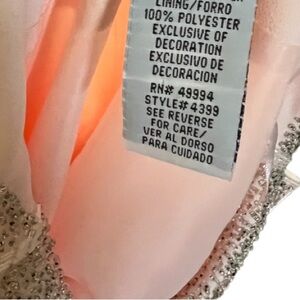 LINING/FORRO
100% POLYESTER
EXCLUSIVE OF
DECORATION
EXCLUSIVO DE
DECORACION
RN# 49994
STYLE# 4399
SEE REVERSE
FOR CARE/
VER AL DORSO
PARA CUIDADO